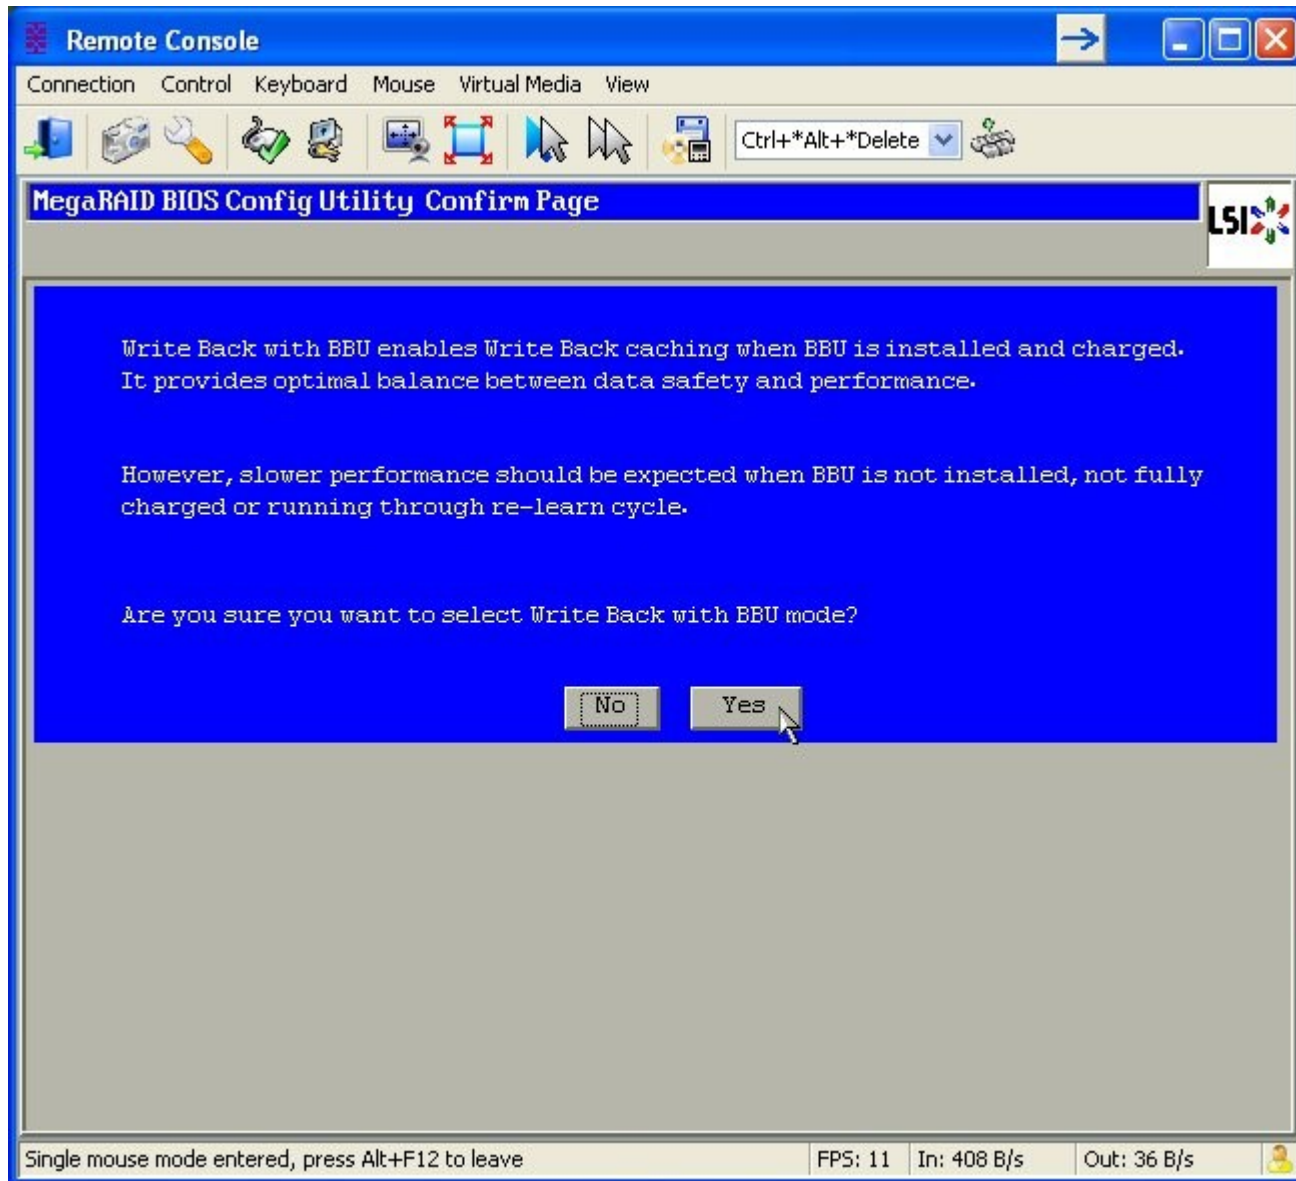 Remote Console
Connection Control Keyboard Mouse Virtual Media View
Ctrl+*Alt+*Delete
MegaRAID BIOS Config Utility Confirm Page
LSI
Write Back with BBU enables Write Back caching when BBU is installed and charged.
It provides optimal balance between data safety and performance.
However, slower performance should be expected when BBU is not installed, not fully
charged or running through re-learn cycle.
Are you sure you want to select Write Back with BBU mode?
No Yes
Single mouse mode entered, press Alt+F12 to leave FPS: 11 In: 408 B/s Out: 36 B/s